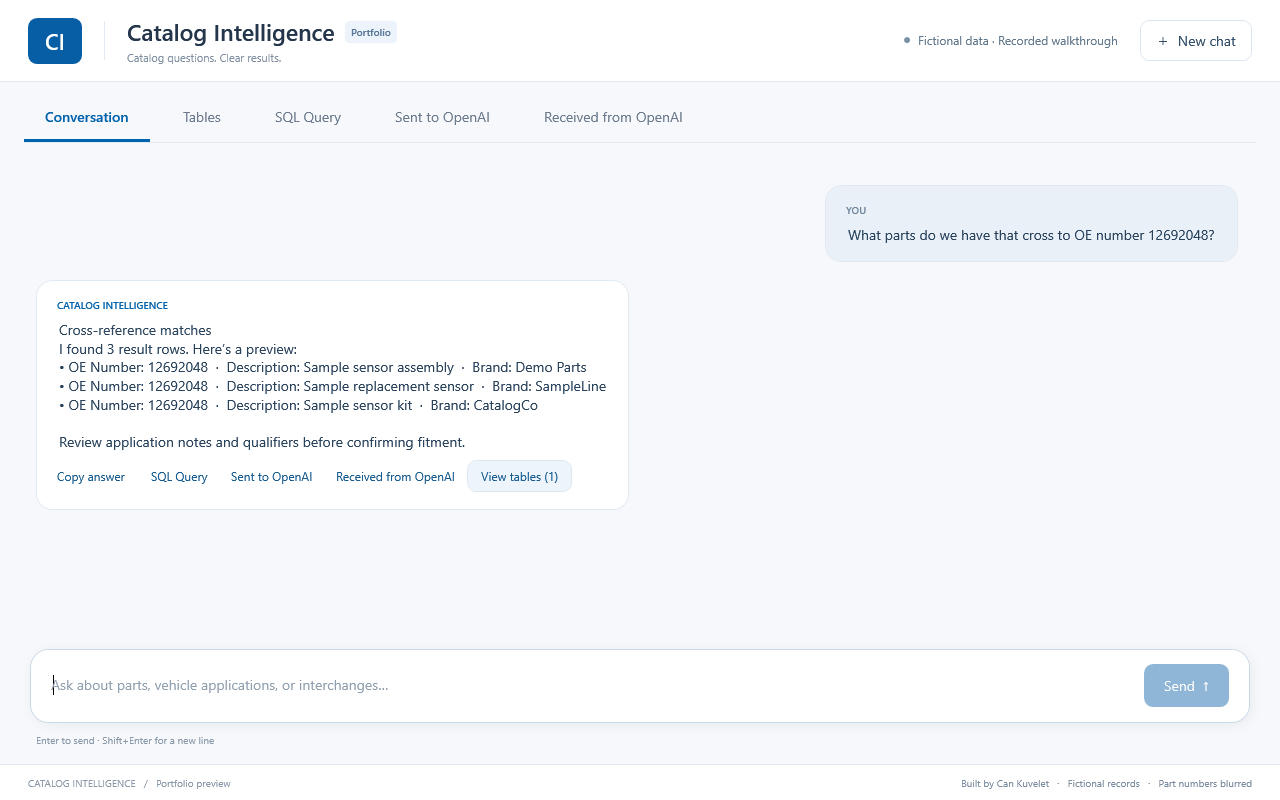 CI
Catalog Intelligence Portfolio
Catalog questions. Clear results.
Fictional data · Recorded walkthrough
+ New chat
Conversation Tables SQL Query Sent to OpenAI Received from OpenAI
YOU
What parts do we have that cross to OE number 12692048?
CATALOG INTELLIGENCE
Cross-reference matches
I found 3 result rows. Here's a preview:
• OE Number: 12692048 · Description: Sample sensor assembly · Brand: Demo Parts
• OE Number: 12692048 · Description: Sample replacement sensor · Brand: SampleLine
• OE Number: 12692048 · Description: Sample sensor kit · Brand: CatalogCo
Review application notes and qualifiers before confirming fitment.
Copy answer SQL Query Sent to OpenAI Received from OpenAI View tables (1)
Ask about parts, vehicle applications, or interchanges...
Send ↑
Enter to send · Shift+Enter for a new line
CATALOG INTELLIGENCE / Portfolio preview
Built by Can Kuvelet · Fictional records · Part numbers blurred